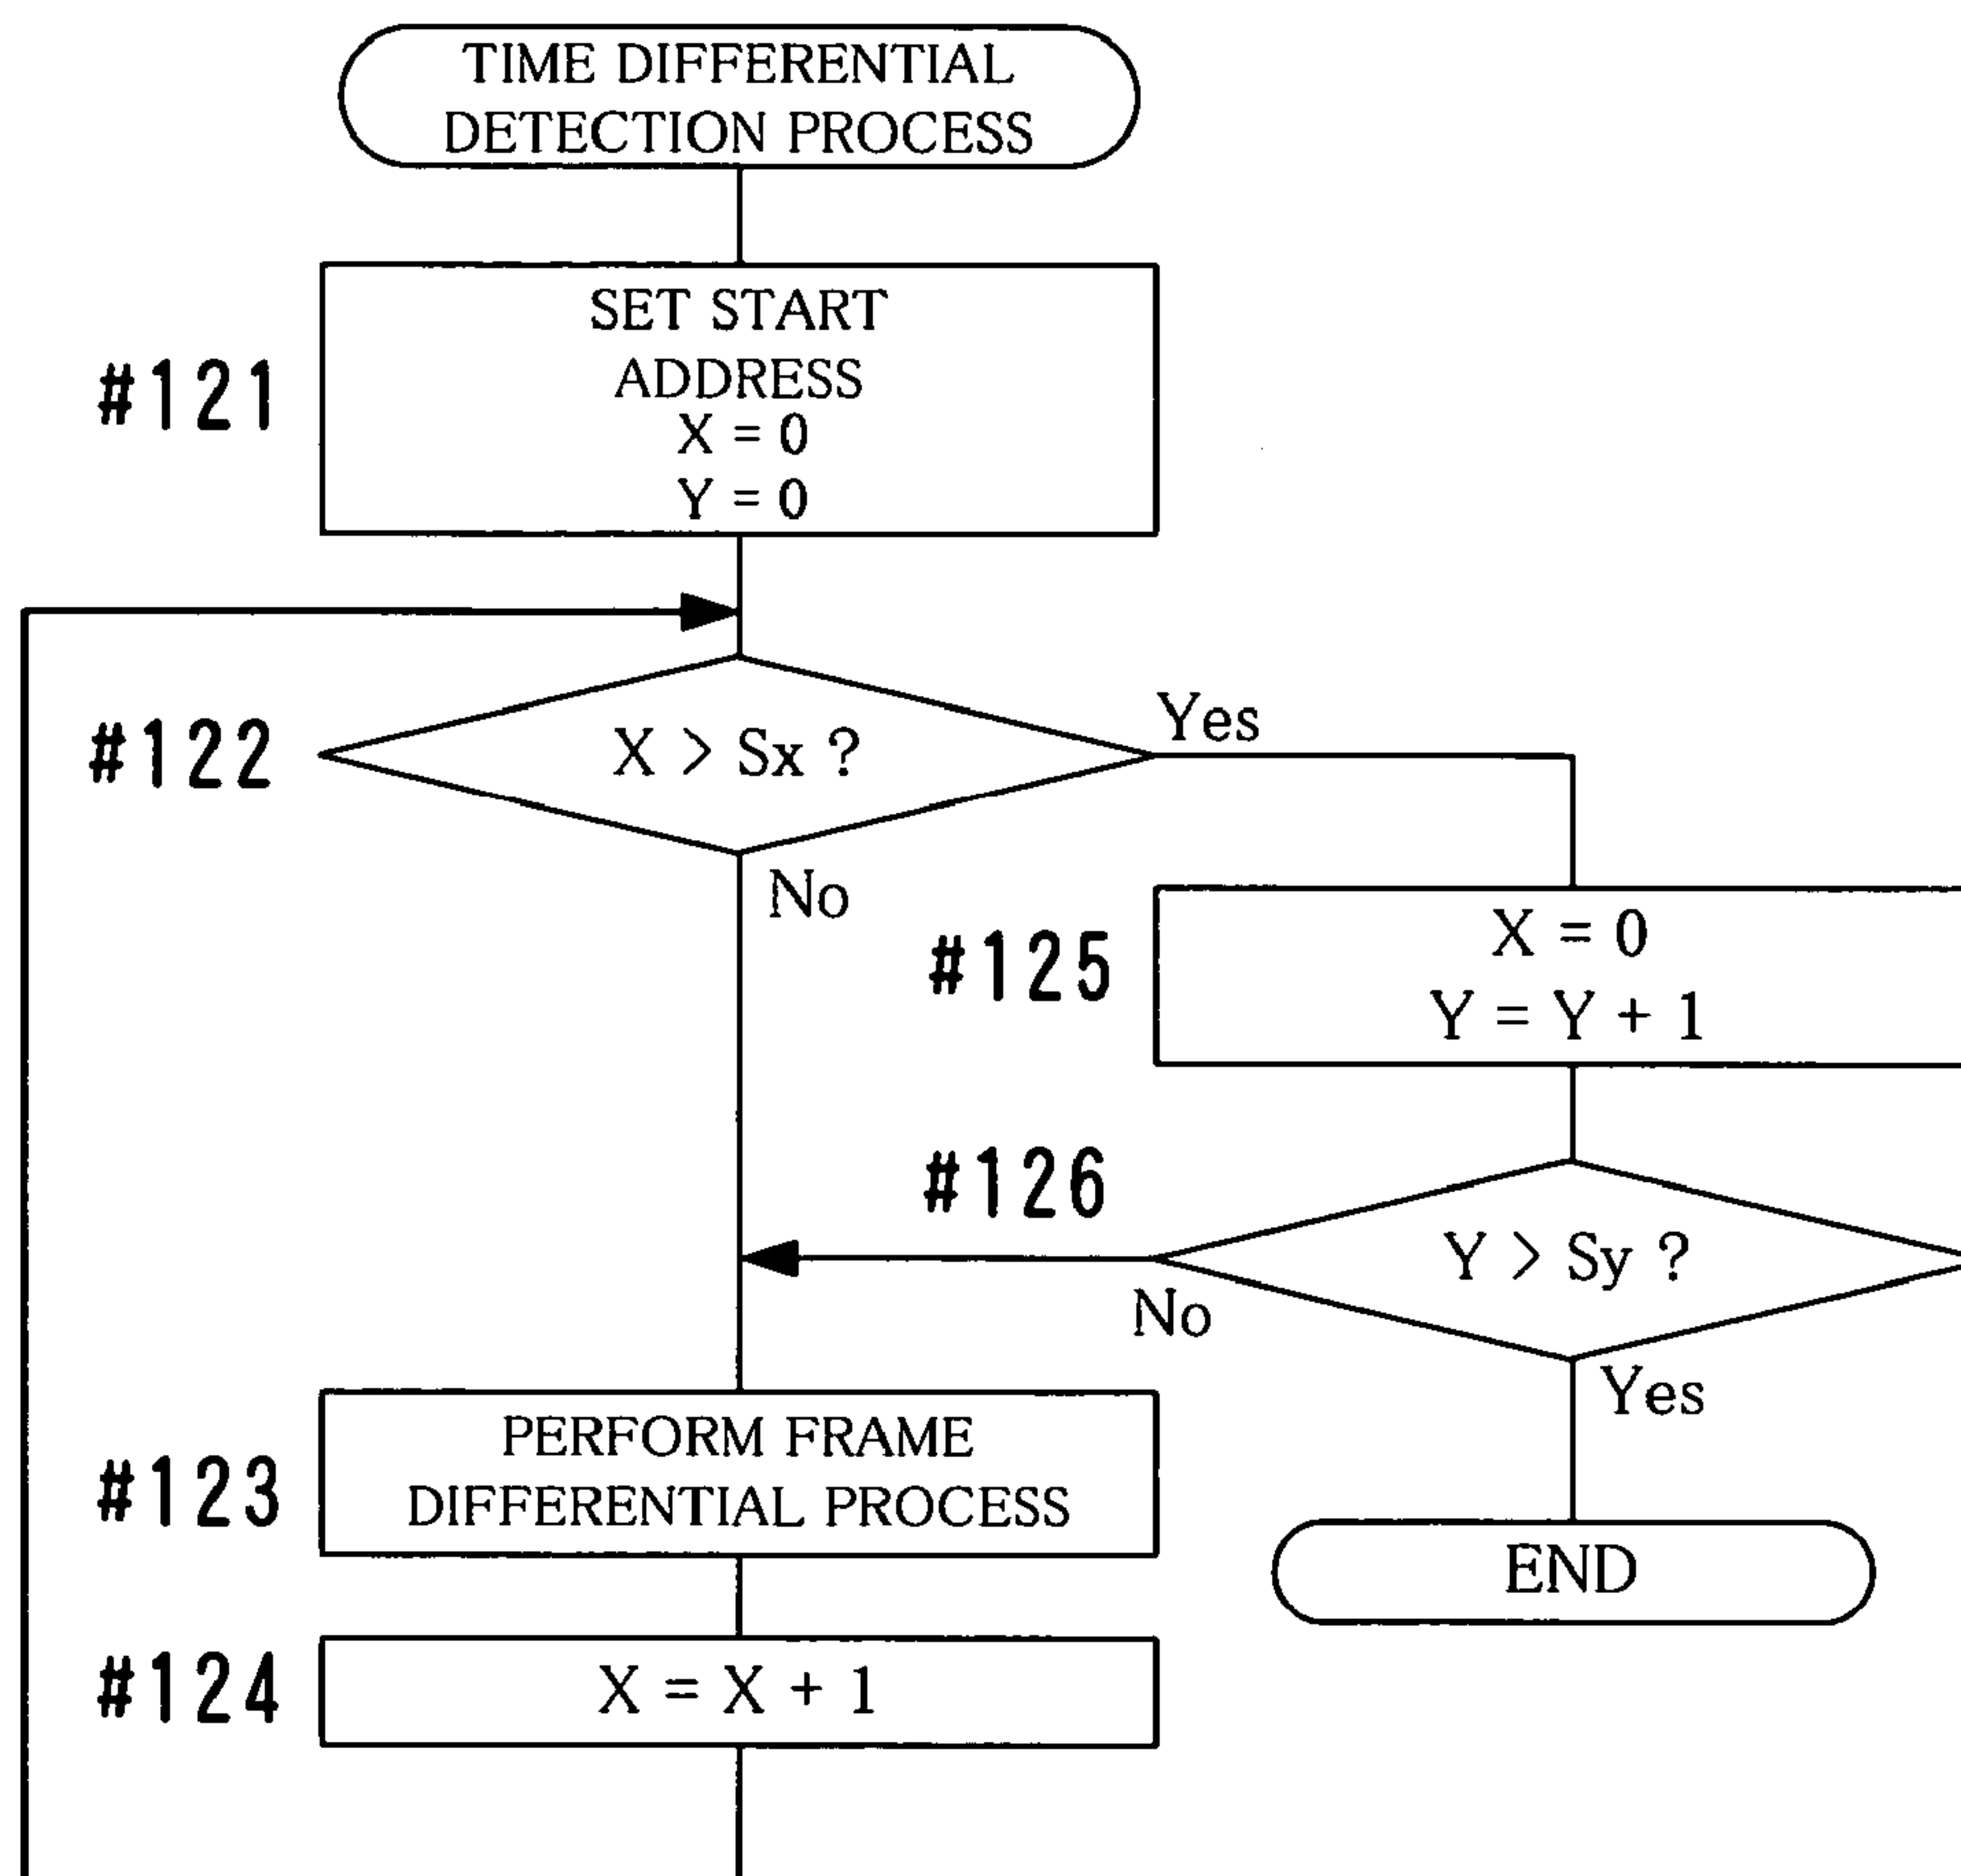 TIME DIFFERENTIAL
DETECTION PROCESS
#121
SET START
ADDRESS
X = 0
Y = 0
#122
X > Sx ?
Yes
No
#125
X = 0
Y = Y + 1
#126
Y > Sy ?
No
Yes
#123
PERFORM FRAME
DIFFERENTIAL PROCESS
END
#124
X = X + 1